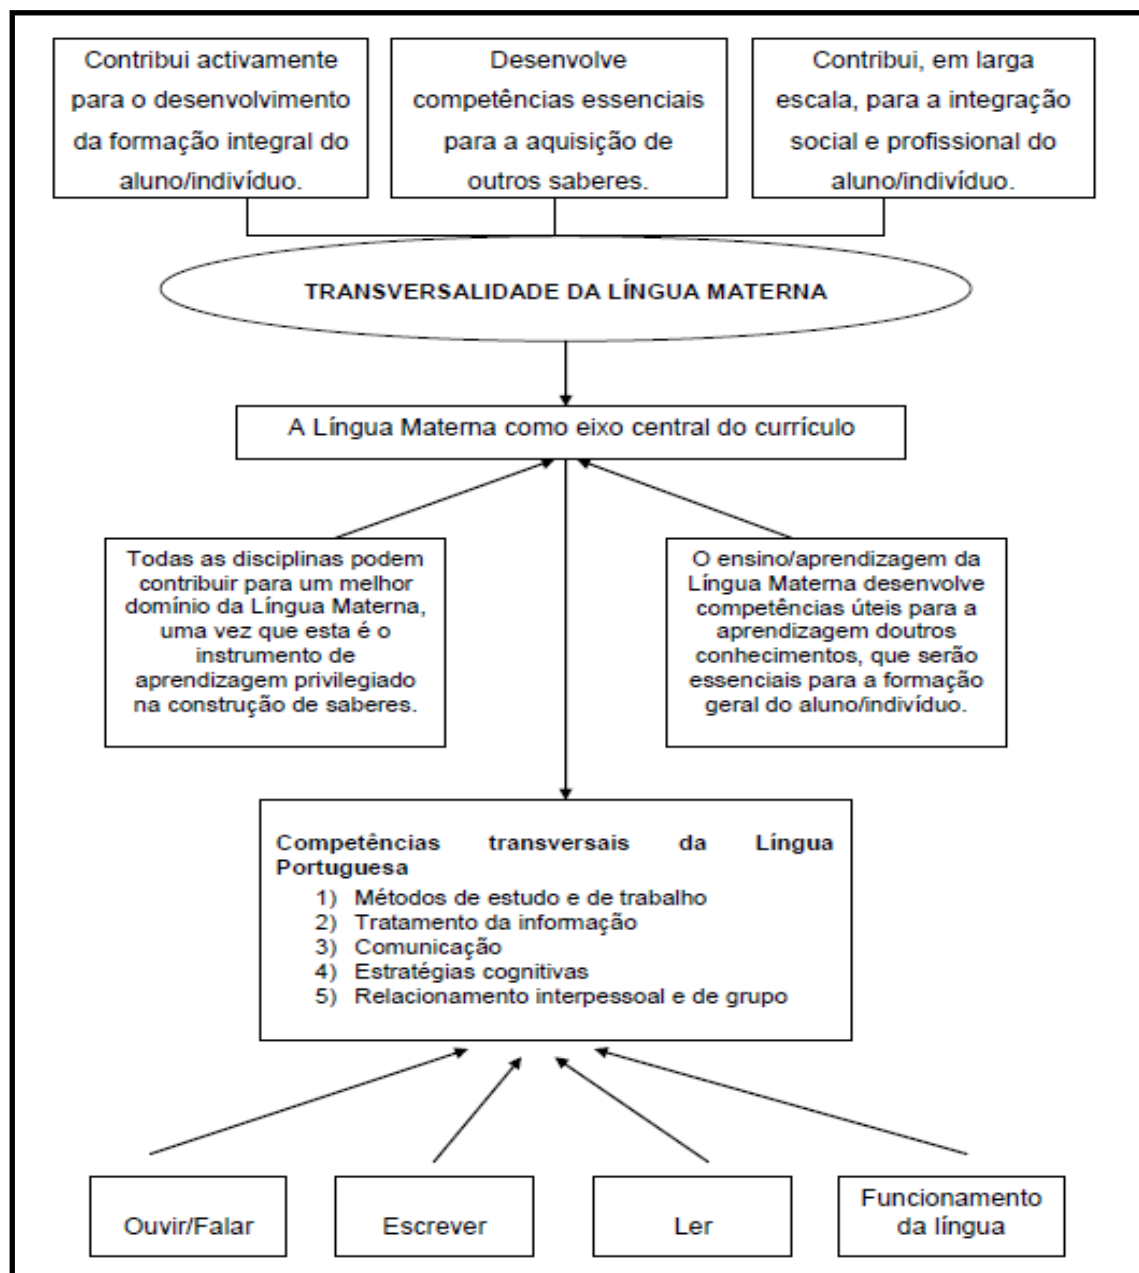 Contribui activamente
para o desenvolvimento
da formação integral do
aluno/indivíduo.
Desenvolve
competências essenciais
para a aquisição de
outros saberes.
Contribui, em larga
escala, para a integração
social e profissional do
aluno/indivíduo.
TRANSVERSALIDADE DA LÍNGUA MATERNA
A Língua Materna como eixo central do currículo
Todas as disciplinas podem
contribuir para um melhor
domínio da Língua Materna,
uma vez que esta é o
instrumento de
aprendizagem privilegiado
na construção de saberes.
O ensino/aprendizagem da
Língua Materna desenvolve
competências úteis para a
aprendizagem doutros
conhecimentos, que serão
essenciais para a formação
geral do aluno/indivíduo.
Competências transversais da Língua
Portuguesa
1) Métodos de estudo e de trabalho
2) Tratamento da informação
3) Comunicação
4) Estratégias cognitivas
5) Relacionamento interpessoal e de grupo
Ouvir/Falar
Escrever
Ler
Funcionamento
da língua